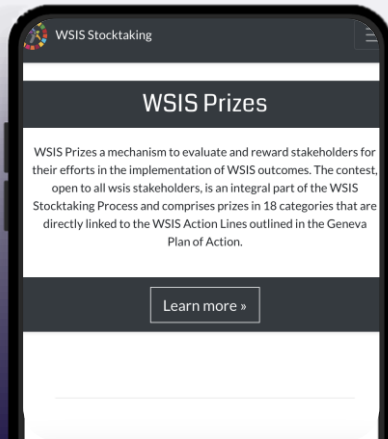 WSIS Stocktaking
WSIS Prizes
WSIS Prizes a mechanism to evaluate and reward stakeholders for
their efforts in the implementation of WSIS outcomes. The contest,
open to all wsis stakeholders, is an integral part of the WSIS
Stocktaking Process and comprises prizes in 18 categories that are
directly linked to the WSIS Action Lines outlined in the Geneva
Plan of Action.
Learn more »